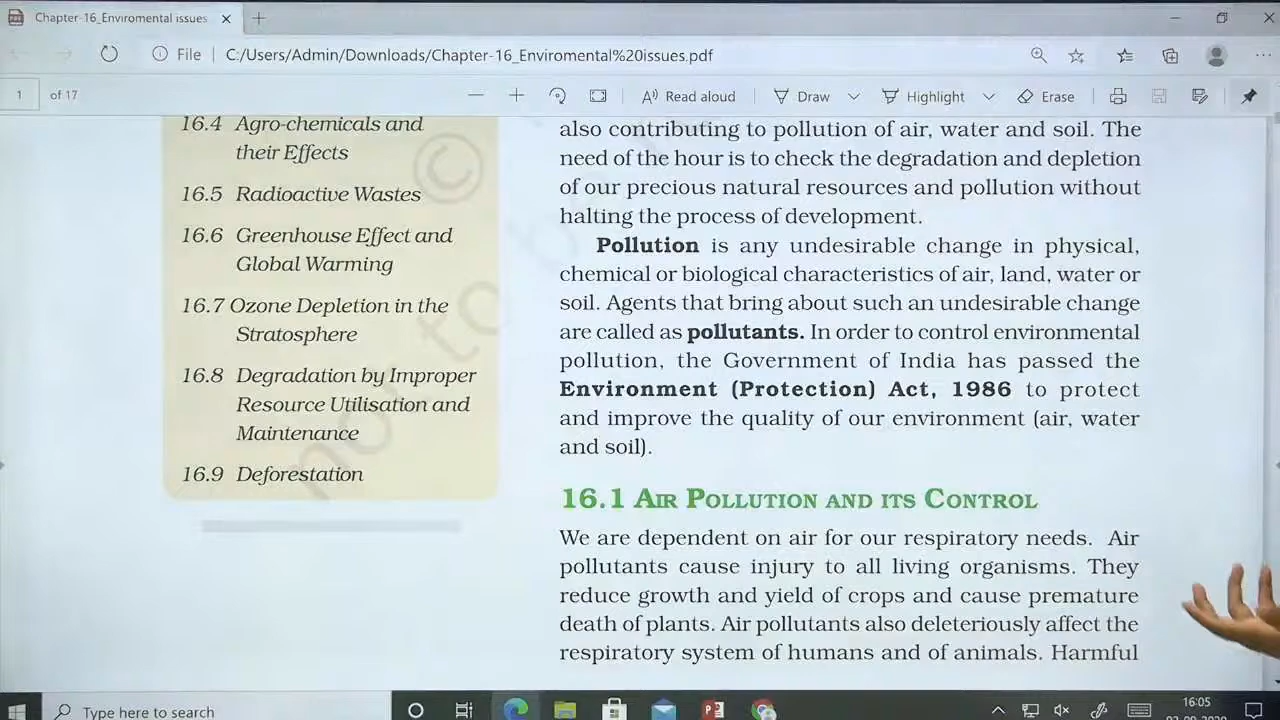 Chapter-16_Enviromental issues
File
C:/Users/Admin/Downloads/Chapter-16_Enviromental%20issues.pdf
1 of 17
Read aloud
Draw
Highlight
Erase
16.4 Agro-chemicals and
their Effects
16.5 Radioactive Wastes
16.6 Greenhouse Effect and
Global Warming
16.7 Ozone Depletion in the
Stratosphere
16.8 Degradation by Improper
Resource Utilisation and
Maintenance
16.9 Deforestation
©
not to be
also contributing to pollution of air, water and soil. The
need of the hour is to check the degradation and depletion
of our precious natural resources and pollution without
halting the process of development.
Pollution is any undesirable change in physical,
chemical or biological characteristics of air, land, water or
soil. Agents that bring about such an undesirable change
are called as pollutants. In order to control environmental
pollution, the Government of India has passed the
Environment (Protection) Act, 1986 to protect
and improve the quality of our environment (air, water
and soil).
16.1 AIR POLLUTION AND ITS CONTROL
We are dependent on air for our respiratory needs. Air
pollutants cause injury to all living organisms. They
reduce growth and yield of crops and cause premature
death of plants. Air pollutants also deleteriously affect the
respiratory system of humans and of animals. Harmful
Type here to search
16:05